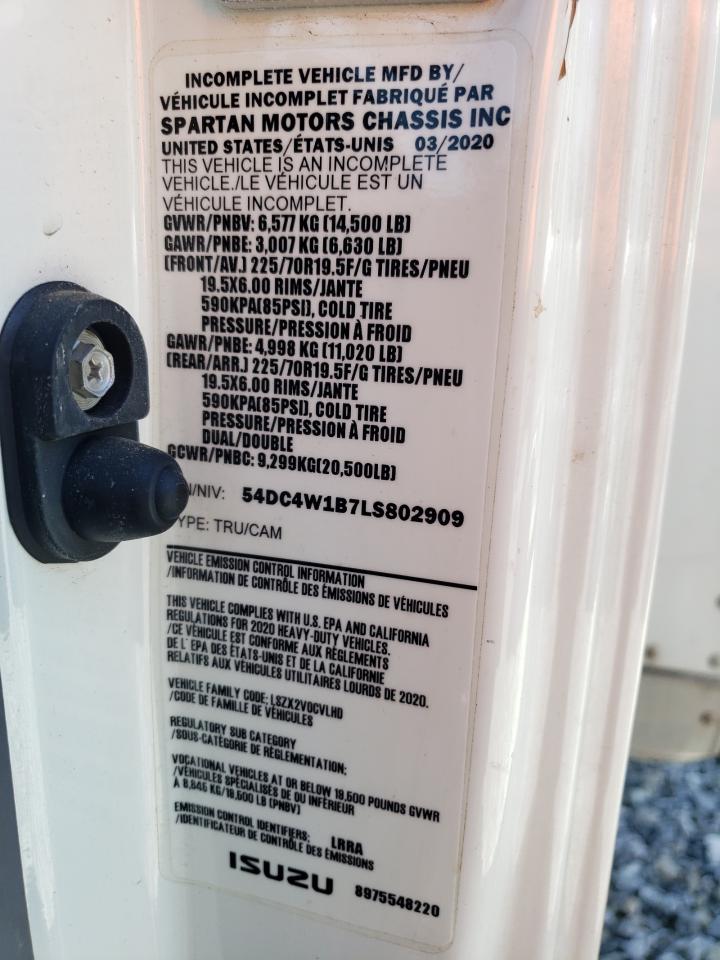 INCOMPLETE VEHICLE MFD BY/
VÉHICULE INCOMPLET FABRIQUÉ PAR
SPARTAN MOTORS CHASSIS INC
UNITED STATES/ÉTATS-UNIS 03/2020
THIS VEHICLE IS AN INCOMPLETE
VEHICLE./LE VÉHICULE EST UN
VÉHICULE INCOMPLET.
GVWR/PNBV: 6,577 KG (14,500 LB)
GAWR/PNBE: 3,007 KG (6,630 LB)
(FRONT/AV.) 225/70R19.5F/G TIRES/PNEU
19.5X6.00 RIMS/JANTE
590KPA(85PSI), COLD TIRE
PRESSURE/PRESSION À FROID
GAWR/PNBE: 4,998 KG (11,020 LB)
(REAR/ARR.) 225/70R19.5F/G TIRES/PNEU
19.5X6.00 RIMS/JANTE
590KPA(85PSI), COLD TIRE
PRESSURE/PRESSION À FROID
DUAL/DOUBLE
GCWR/PNBC: 9,299KG(20,500LB)
N/NIV: 54DC4W1B7LS802909
YPE: TRU/CAM
VEHICLE EMISSION CONTROL INFORMATION
/INFORMATION DE CONTRÔLE DES ÉMISSIONS DE VÉHICULES
THIS VEHICLE COMPLIES WITH U.S. EPA AND CALIFORNIA
REGULATIONS FOR 2020 HEAVY-DUTY VEHICLES.
/CE VÉHICULE EST CONFORME AUX RÈGLEMENTS
DE L'EPA DES ÉTATS-UNIS ET DE LA CALIFORNIE
RELATIFS AUX VÉHICULES UTILITAIRES LOURDS DE 2020.
VEHICLE FAMILY CODE: LSZX2VOCVLHD
/CODE DE FAMILLE DE VÉHICULES
REGULATORY SUB CATEGORY
/SOUS-CATÉGORIE DE RÉGLEMENTATION:
VOCATIONAL VEHICLES AT OR BELOW 19,500 POUNDS GVWR
/VÉHICULES SPÉCIALISÉS DE OU INFÉRIEUR
À 8,845 KG/19,500 LB (PNBV)
EMISSION CONTROL IDENTIFIERS: LRRA
/IDENTIFICATEUR DE CONTRÔLE DES ÉMISSIONS
ISUZU 8975548220